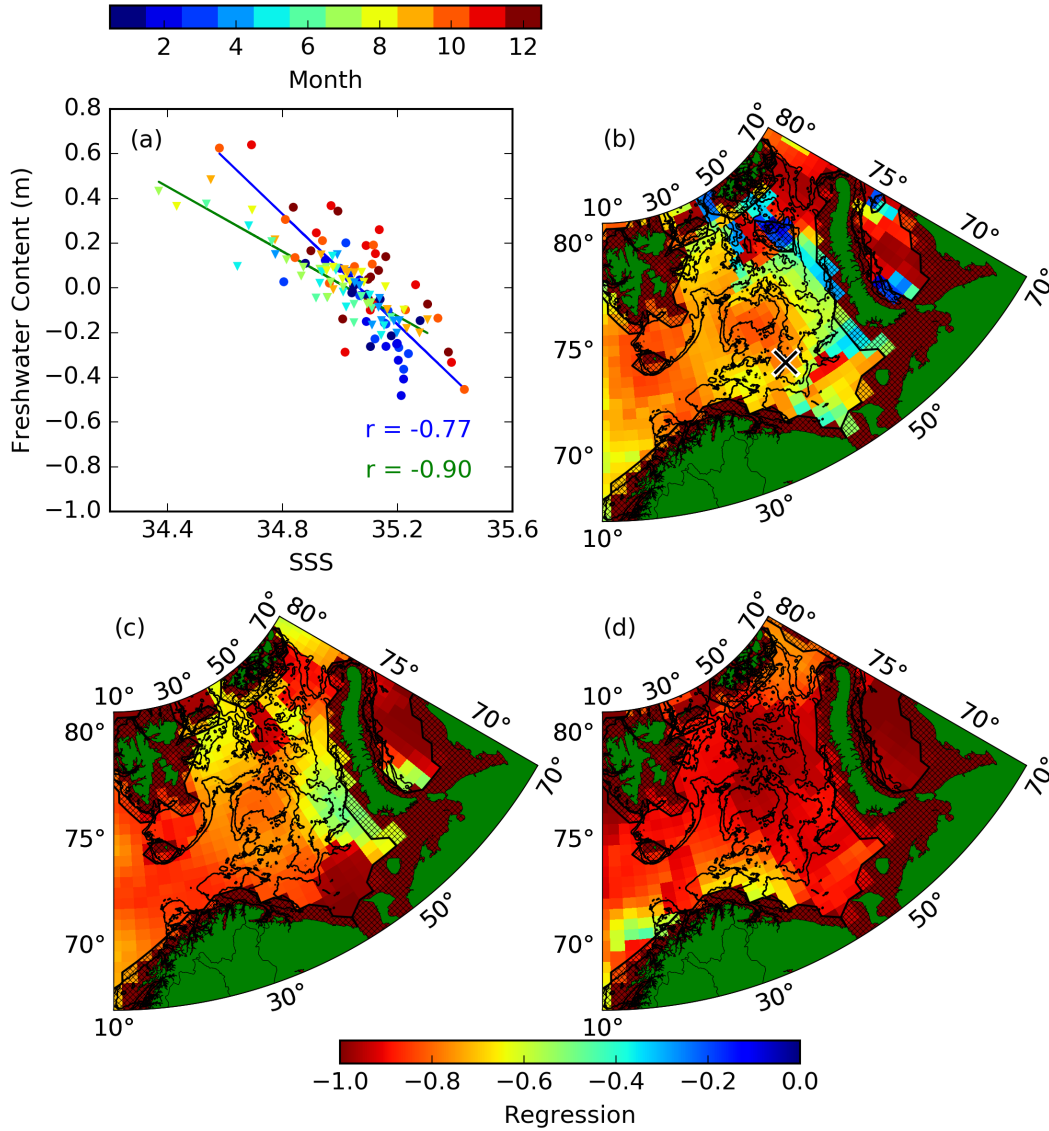 2 4 6 8 10 12
Month
(a)
0.8
0.6
0.4
0.2
0.0
−0.2
−0.4
−0.6
−0.8
−1.0
Freshwater Content (m)
r = -0.77
r = -0.90
34.4 34.8 35.2 35.6
SSS
(b)
10° 30° 50° 70° 80°
75°
70°
80°
70°
75°
50°
70°
30°
10°
(c)
10° 30° 50° 70° 80°
75°
70°
80°
70°
75°
50°
70°
30°
10°
(d)
10° 30° 50° 70° 80°
75°
70°
80°
70°
75°
50°
70°
30°
10°
−1.0 −0.8 −0.6 −0.4 −0.2 0.0
Regression